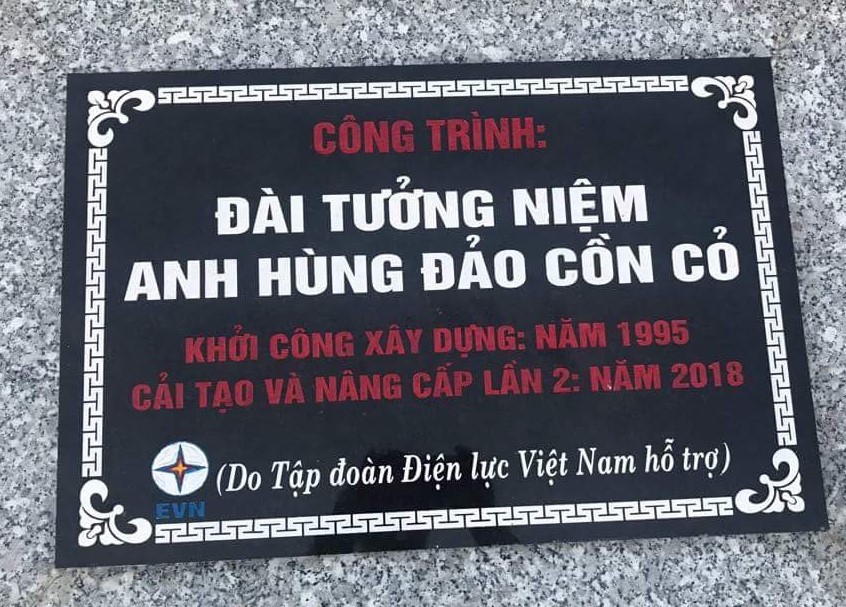 CÔNG TRÌNH:
ĐÀI TƯỞNG NIỆM
ANH HÙNG ĐẢO CỒN CỎ
KHỞI CÔNG XÂY DỰNG: NĂM 1995
CẢI TẠO VÀ NÂNG CẤP LẦN 2: NĂM 2018
(Do Tập đoàn Điện lực Việt Nam hỗ trợ)
EVN